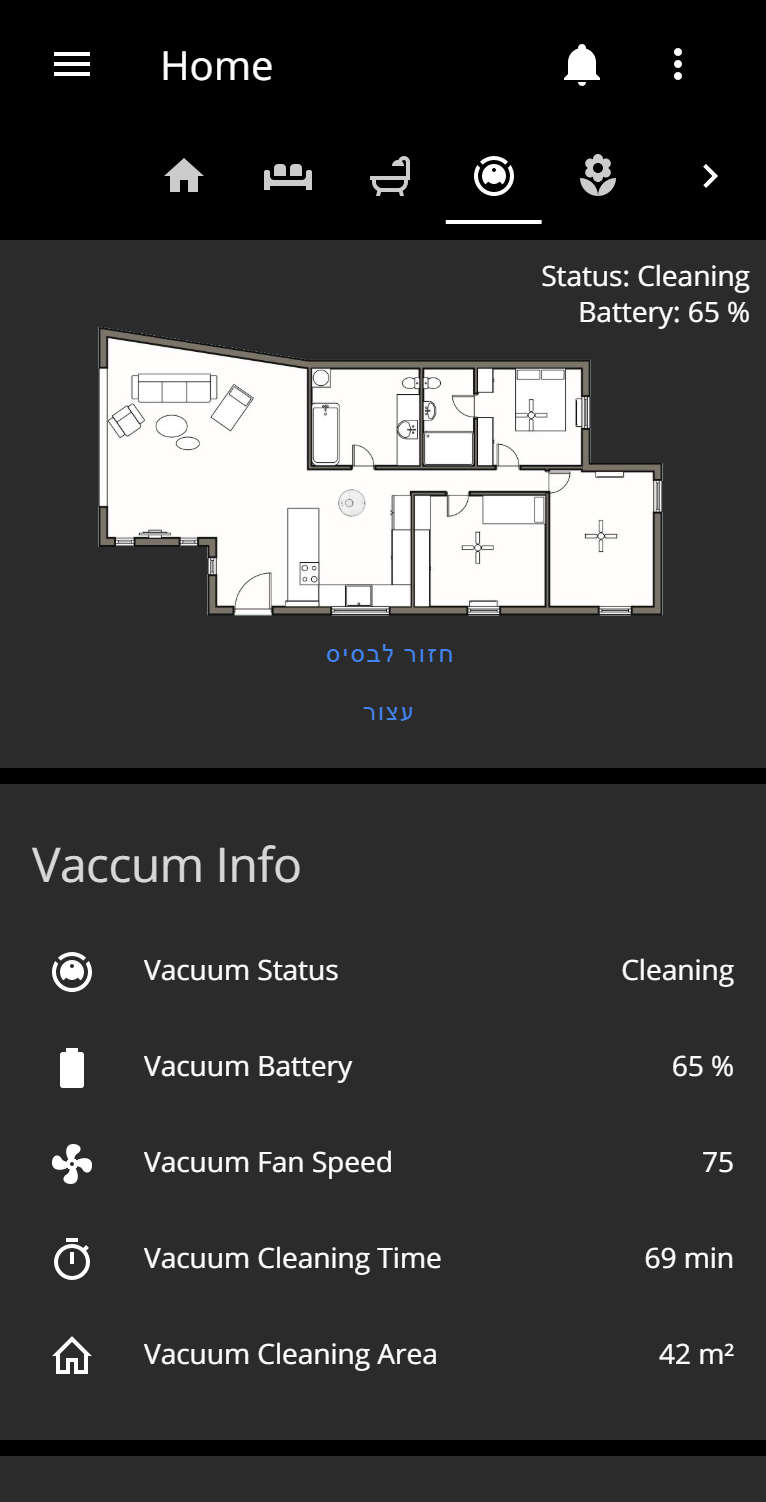 Home
Status: Cleaning
Battery: 65 %
חזור לבסיס
עצור
Vaccum Info
Vacuum Status Cleaning
Vacuum Battery 65 %
Vacuum Fan Speed 75
Vacuum Cleaning Time 69 min
Vacuum Cleaning Area 42 m²